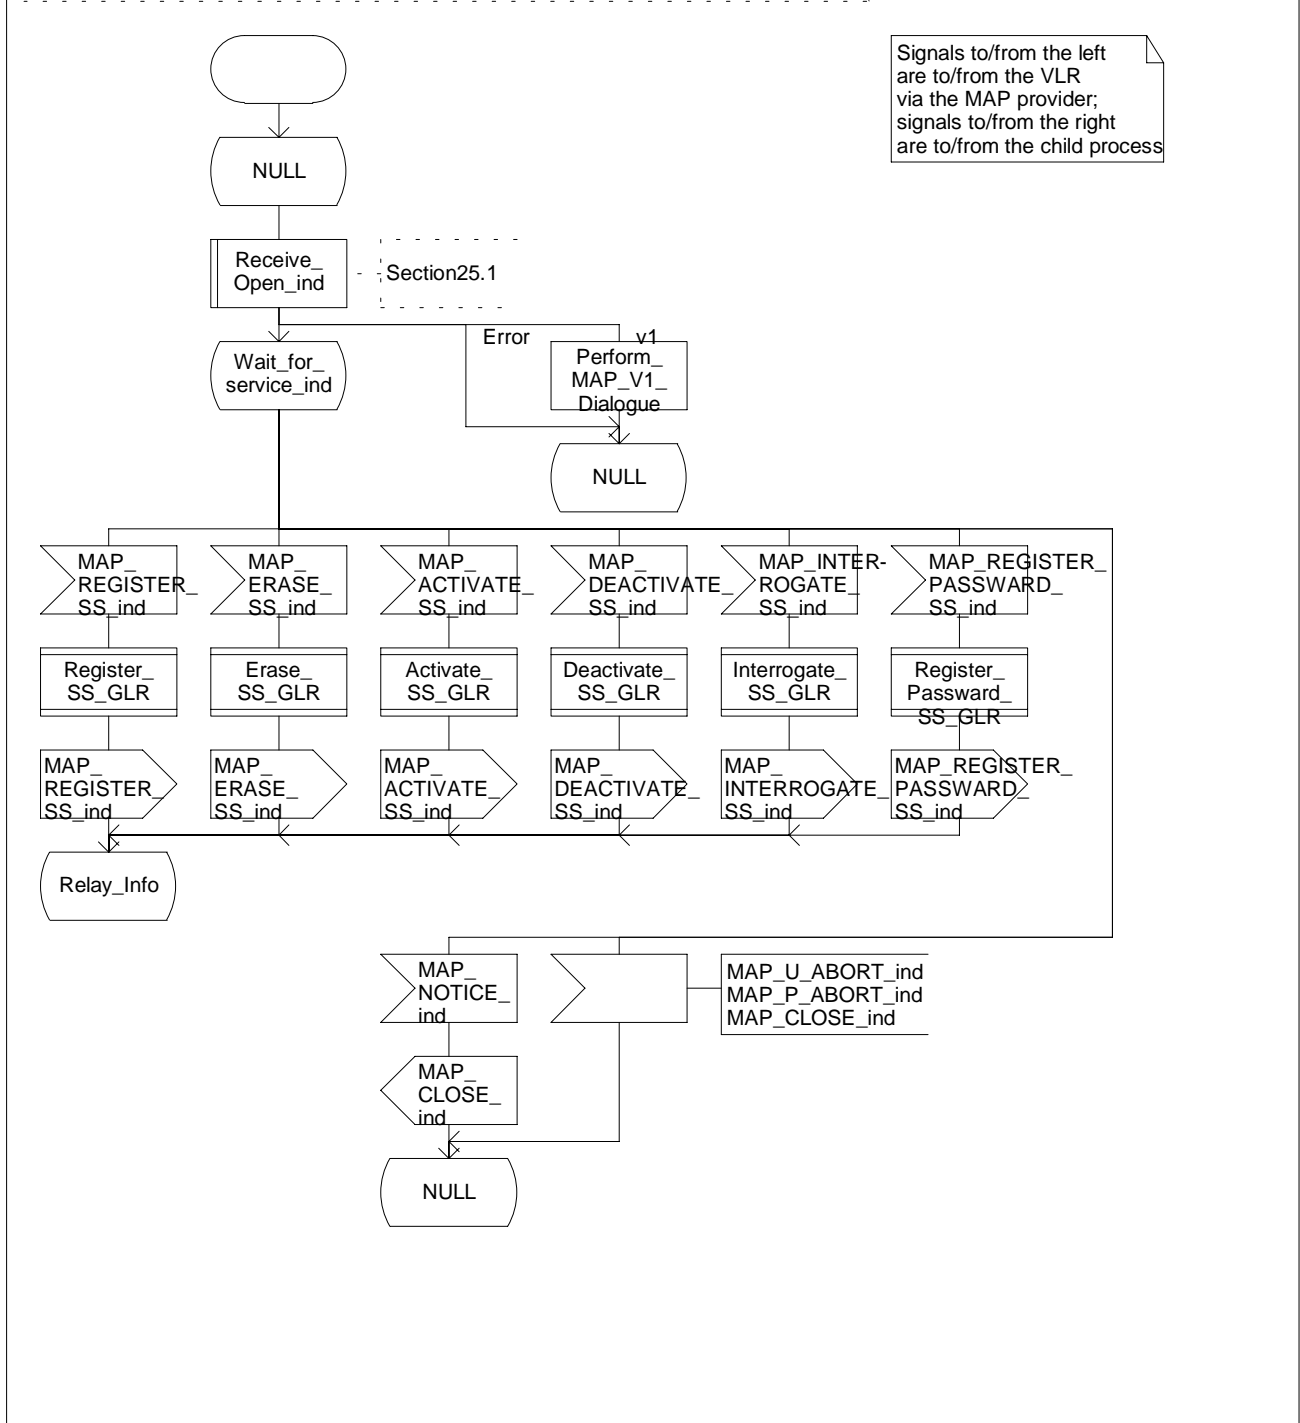 Signals to/from the left
are to/from the VLR
via the MAP provider;
signals to/from the right
are to/from the child process
NULL
Receive_
Open_ind
Section25.1
Error
v1
Wait_for_
service_ind
Perform_
MAP_V1_
Dialogue
NULL
MAP_
REGISTER_
SS_ind
MAP_
ERASE_
SS_ind
MAP_
ACTIVATE_
SS_ind
MAP_
DEACTIVATE_
SS_ind
MAP_INTER-
ROGATE_
SS_ind
MAP_REGISTER_
PASSWARD_
SS_ind
Register_
SS_GLR
Erase_
SS_GLR
Activate_
SS_GLR
Deactivate_
SS_GLR
Interrogate_
SS_GLR
Register_
Passward_
SS_GLR
MAP_
REGISTER_
SS_ind
MAP_
ERASE_
SS_ind
MAP_
ACTIVATE_
SS_ind
MAP_
DEACTIVATE_
SS_ind
MAP_
INTERROGATE_
SS_ind
MAP_REGISTER_
PASSWARD_
SS_ind
Relay_Info
MAP_
NOTICE_
ind
MAP_U_ABORT_ind
MAP_P_ABORT_ind
MAP_CLOSE_ind
MAP_
CLOSE_
ind
NULL